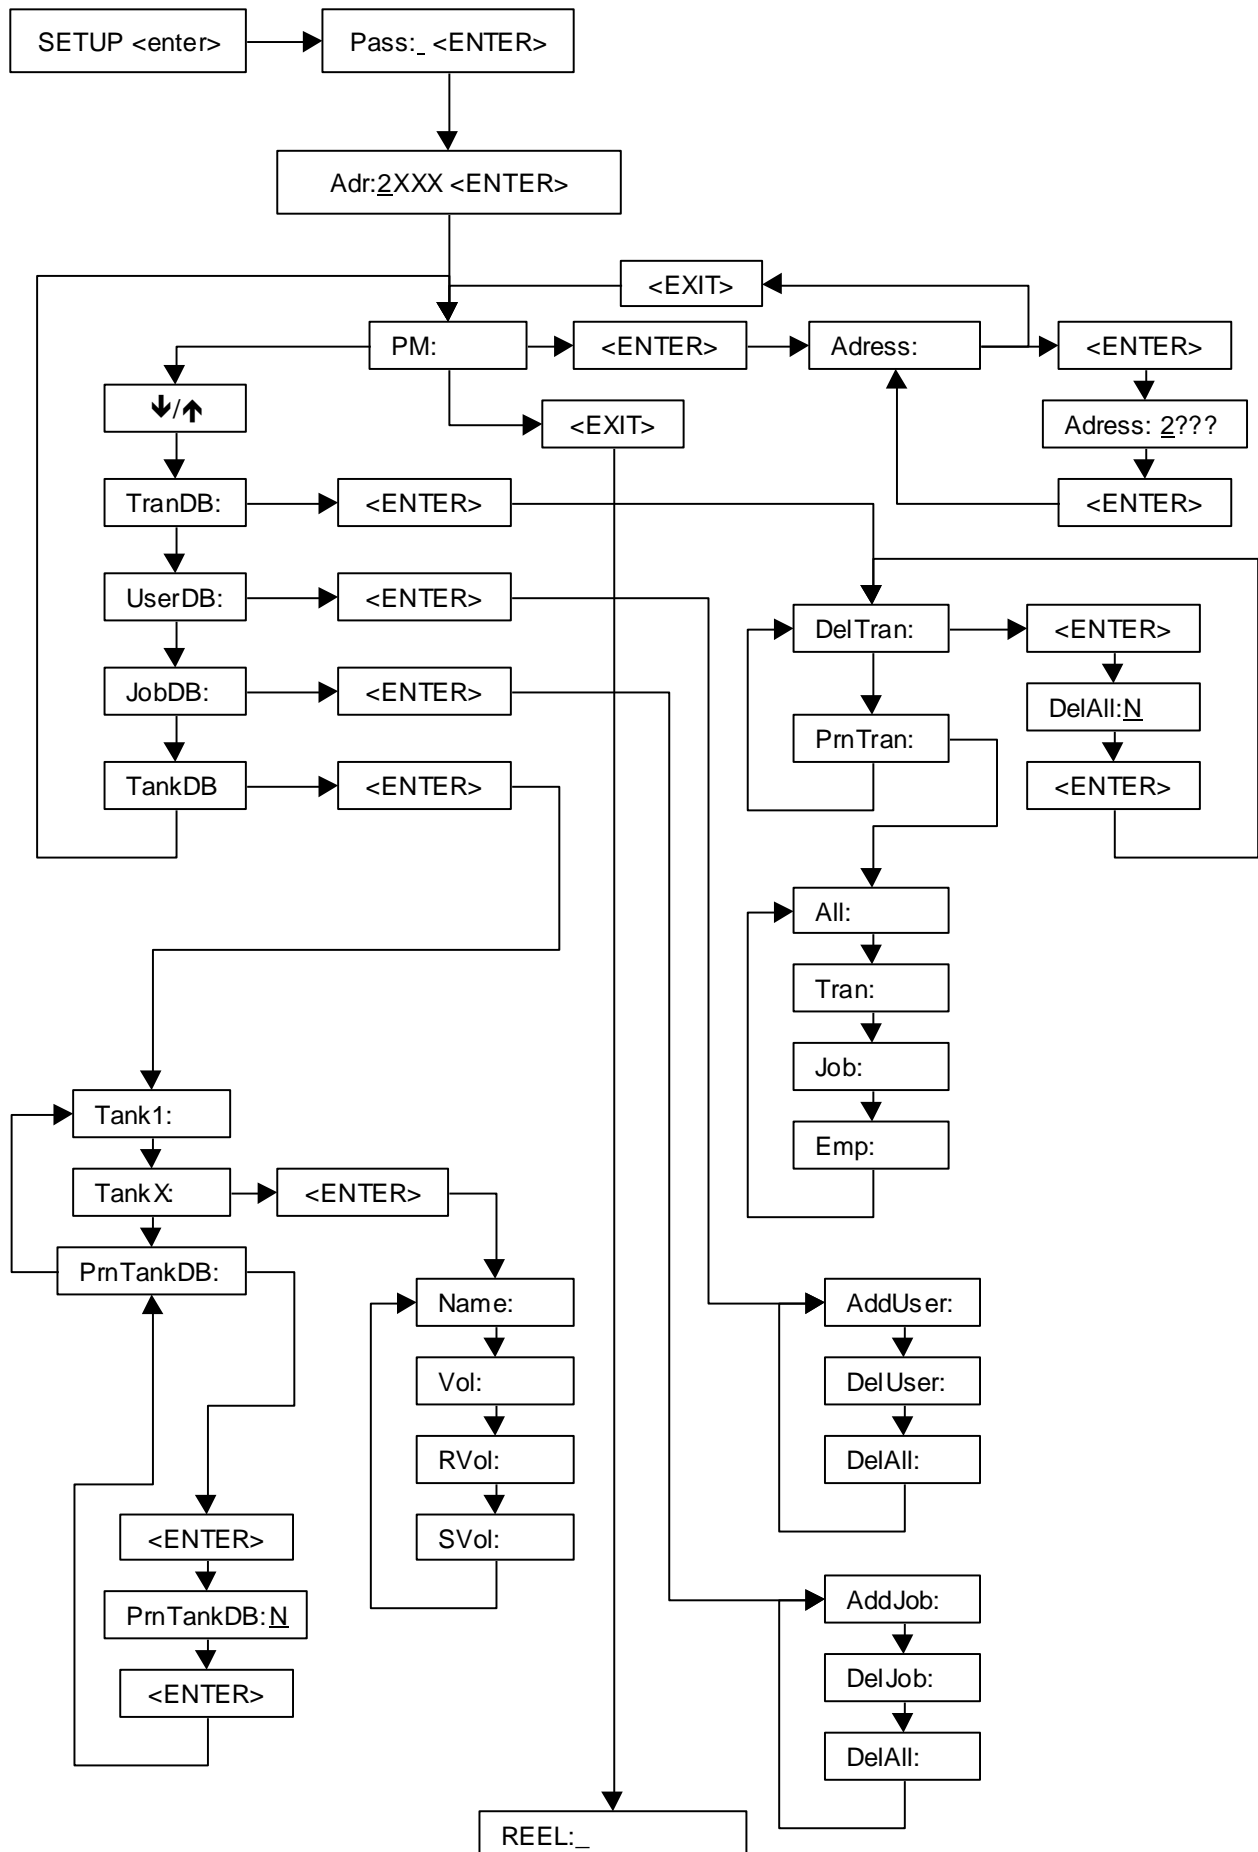 SETUP <enter>
Pass:_ <ENTER>
Adr:2XXX <ENTER>
<EXIT>
PM:
<ENTER>
Adress:
<ENTER>
↓/↑
<EXIT>
Adress: 2???
TranDB:
<ENTER>
<ENTER>
UserDB:
<ENTER>
DelTran:
<ENTER>
JobDB:
<ENTER>
DelAll:N
PrnTran:
TankDB
<ENTER>
<ENTER>
All:
Tran:
Job:
Emp:
Tank1:
TankX:
<ENTER>
PrnTankDB:
Name:
Vol:
RVol:
SVol:
AddUser:
DelUser:
DelAll:
<ENTER>
PrnTankDB:N
<ENTER>
AddJob:
DelJob:
DelAll:
REEL:_